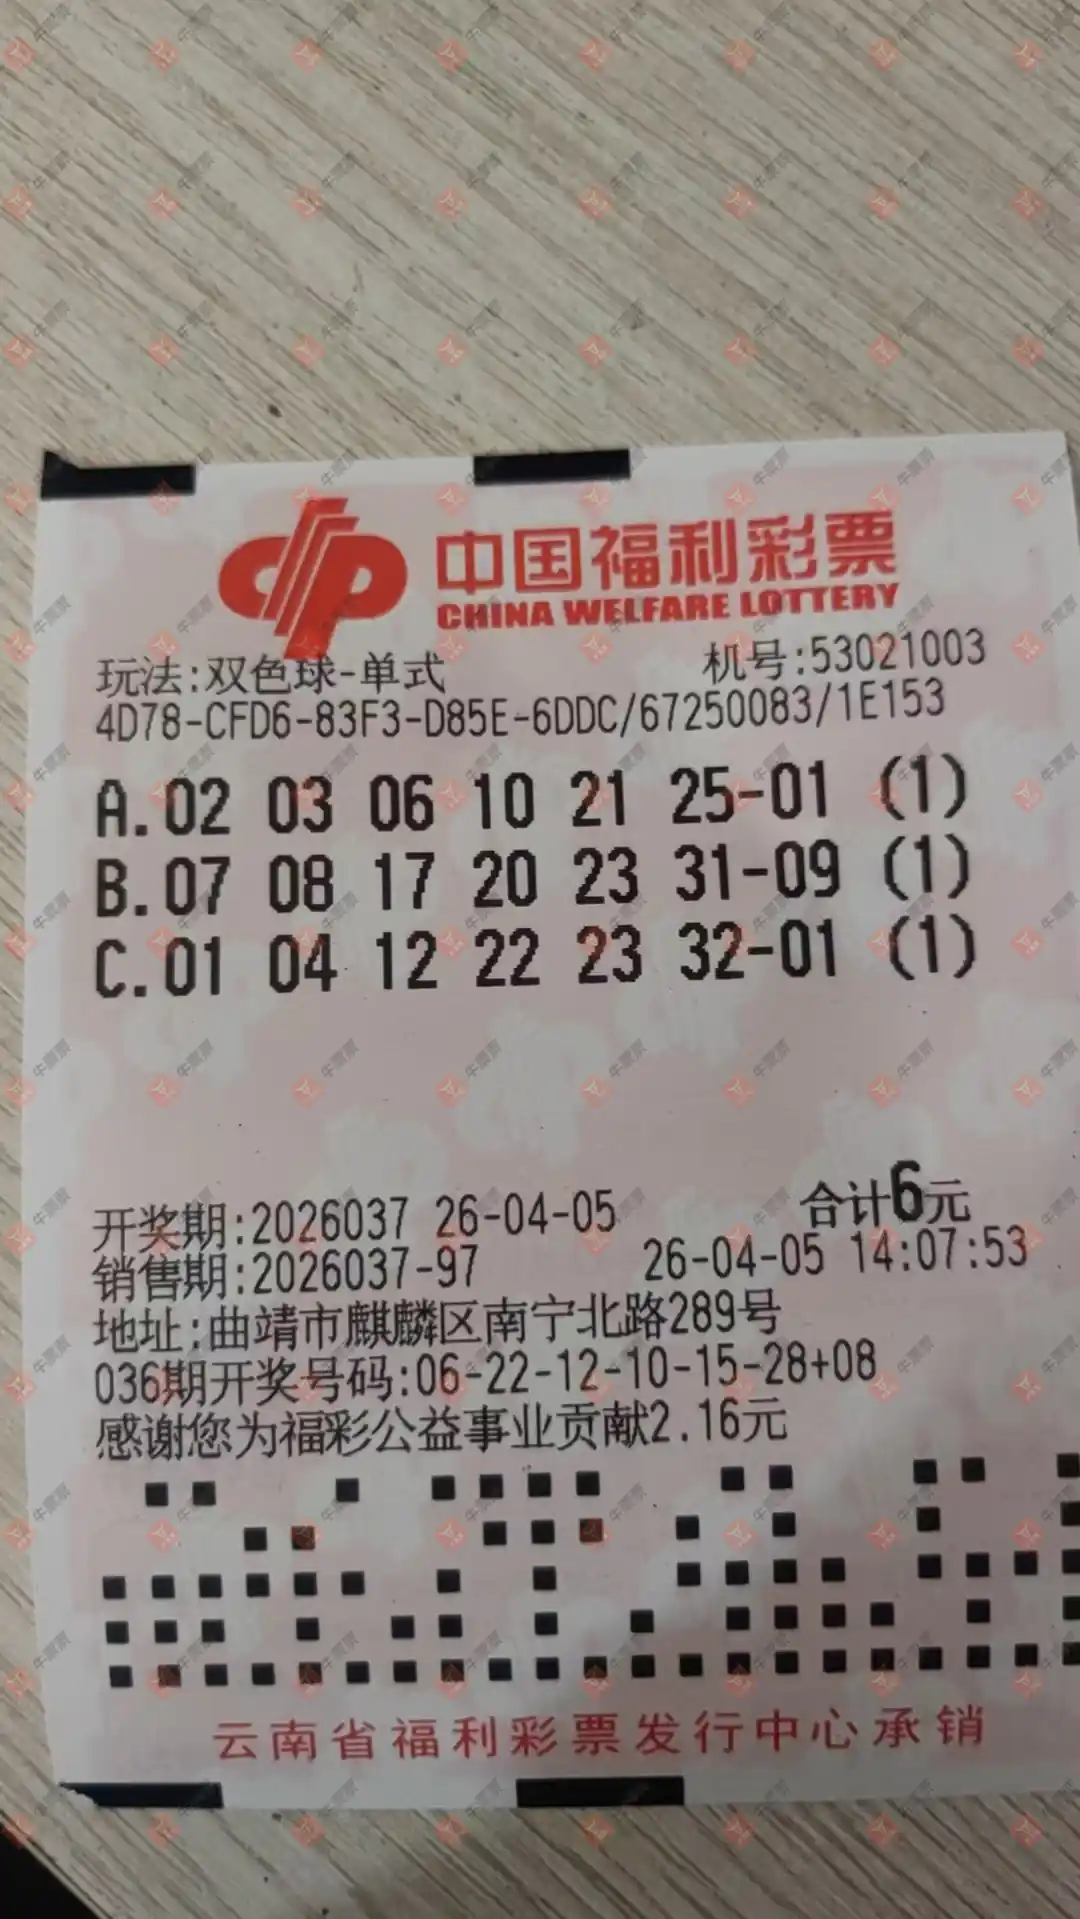 中国福利彩票
CHINA WELFARE LOTTERY
玩法:双色球-单式 机号:53021003
4D78-CFD6-83F3-D85E-6DDC/67250083/1E153
A.02 03 06 10 21 25-01 (1)
B.07 08 17 20 23 31-09 (1)
C.01 04 12 22 23 32-01 (1)
开奖期:2026037 26-04-05 合计6元
销售期:2026037-97 26-04-05 14:07:53
地址:曲靖市麒麟区南宁北路289号
036期开奖号码:06-22-12-10-15-28+08
感谢您为福彩公益事业贡献2.16元
云南省福利彩票发行中心承销
牛票票